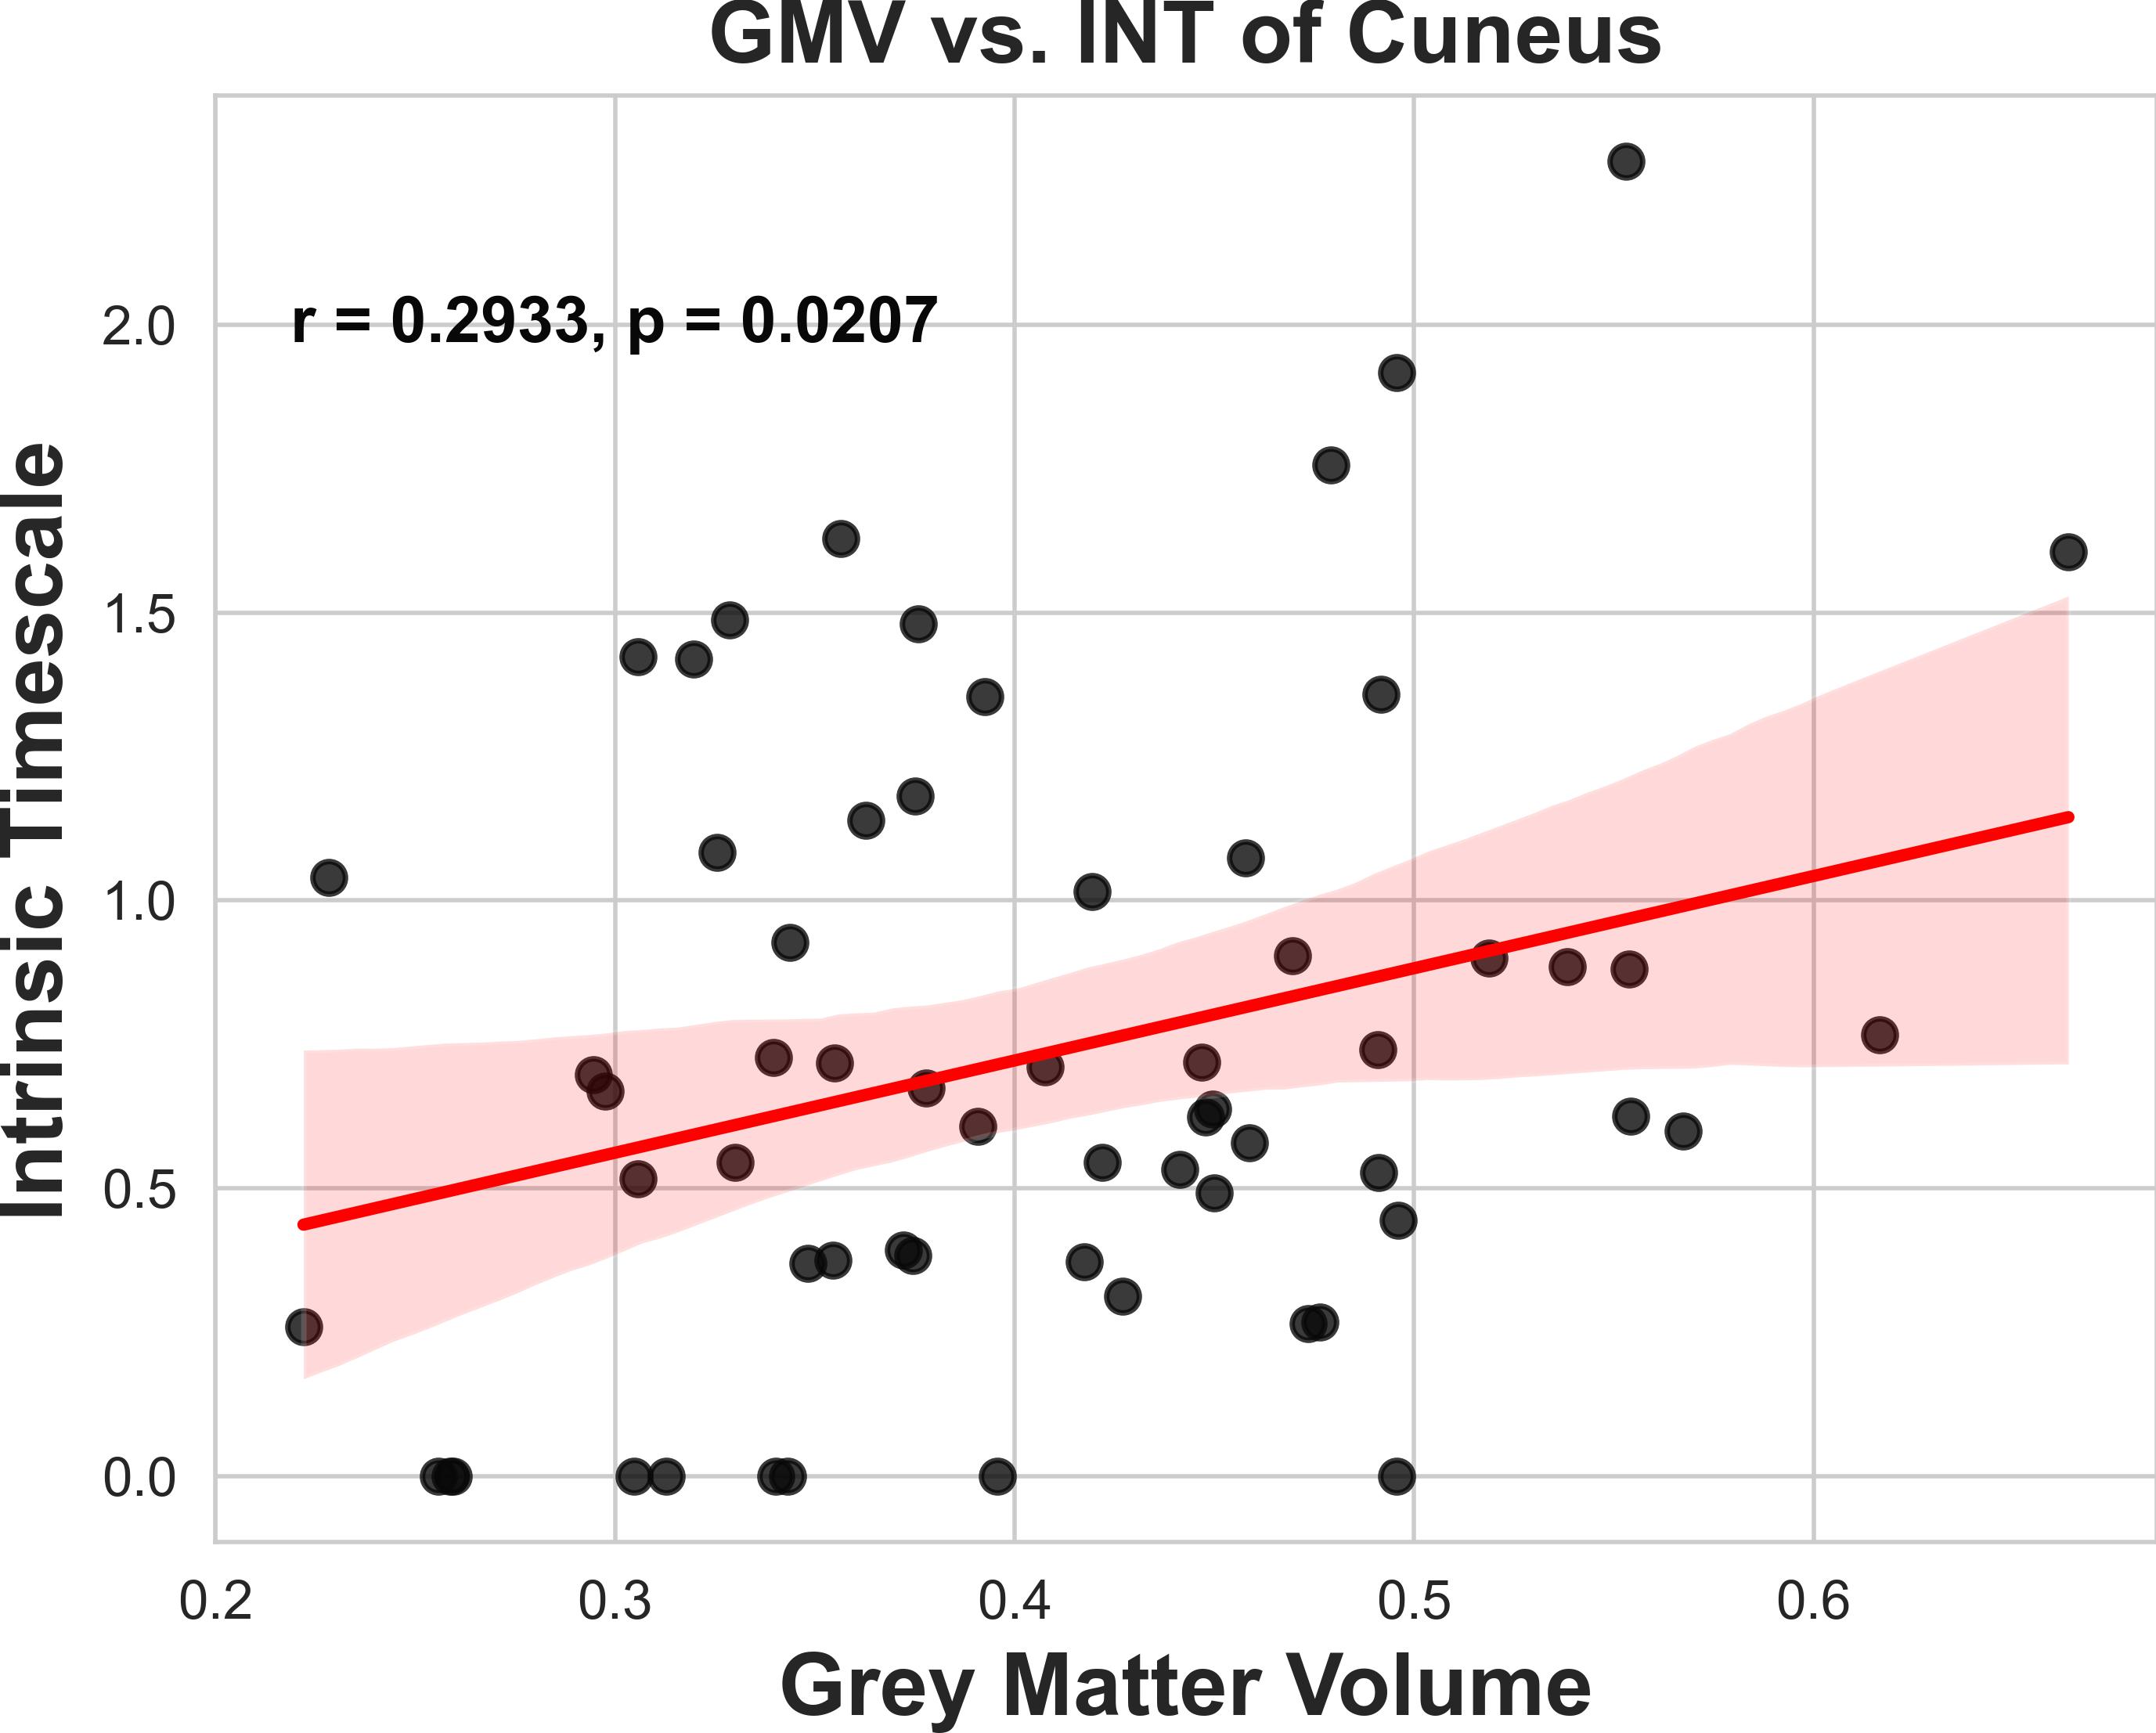 GMV vs. INT of Cuneus
r = 0.2933, p = 0.0207
Intrinsic Timescale
2.0
1.5
1.0
0.5
0.0
0.2 0.3 0.4 0.5 0.6
Grey Matter Volume